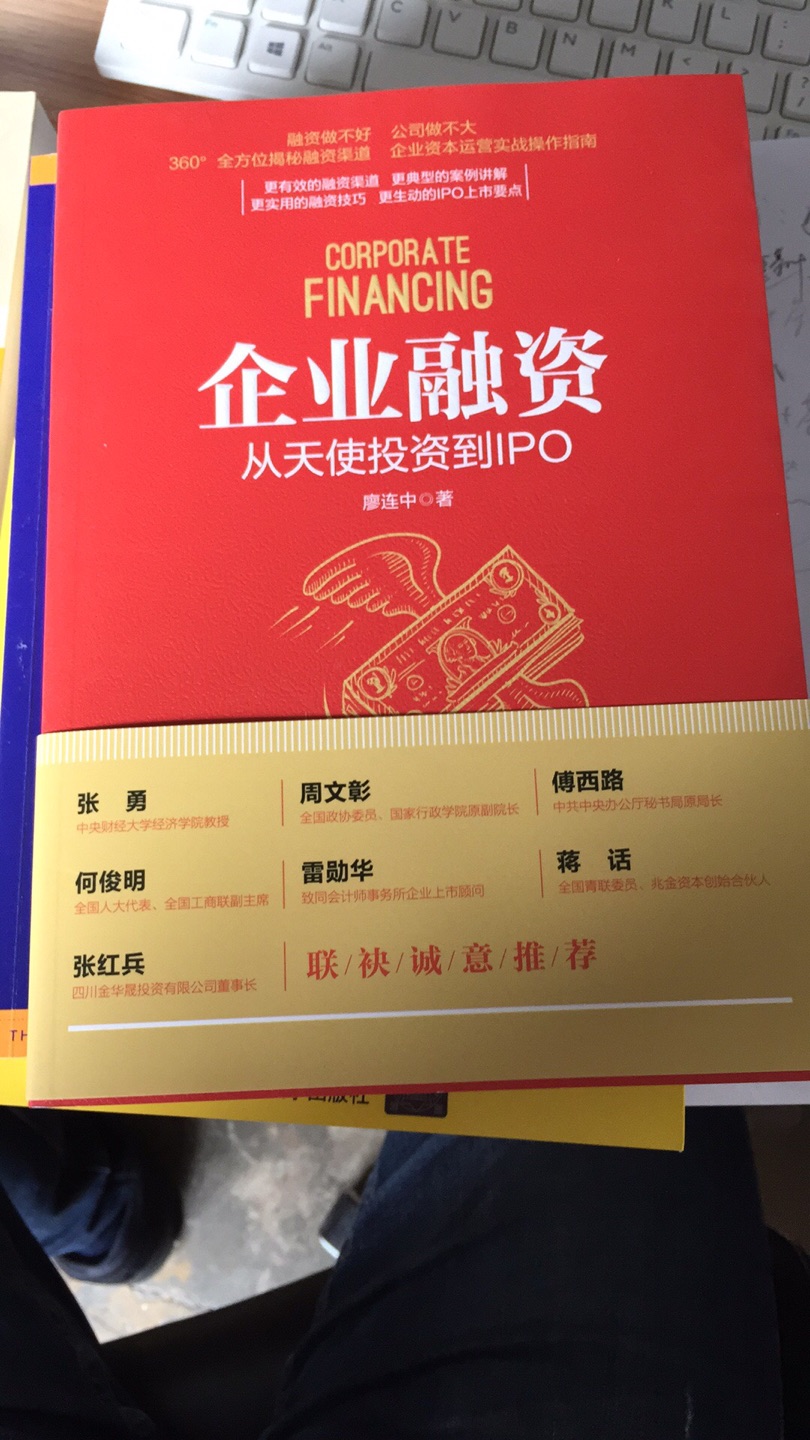 C V B N M K L
Alt
融资做不好 公司做不大
360° 全方位揭秘融资渠道 企业资本运营实战操作指南
更有效的融资渠道 更典型的案例讲解
更实用的融资技巧 更生动的IPO上市要点
CORPORATE
FINANCING
企业融资
从天使投资到IPO
廖连中◎著
张 勇
中央财经大学经济学院教授
周文彰
全国政协委员、国家行政学院原副院长
傅西路
中共中央办公厅秘书局原局长
何俊明
全国人大代表、全国工商联副主席
雷勋华
致同会计师事务所企业上市顾问
蒋 话
全国青联委员、兆金资本创始合伙人
张红兵
四川金华晟投资有限公司董事长
联/袂/诚/意/推/荐
TH
出版社